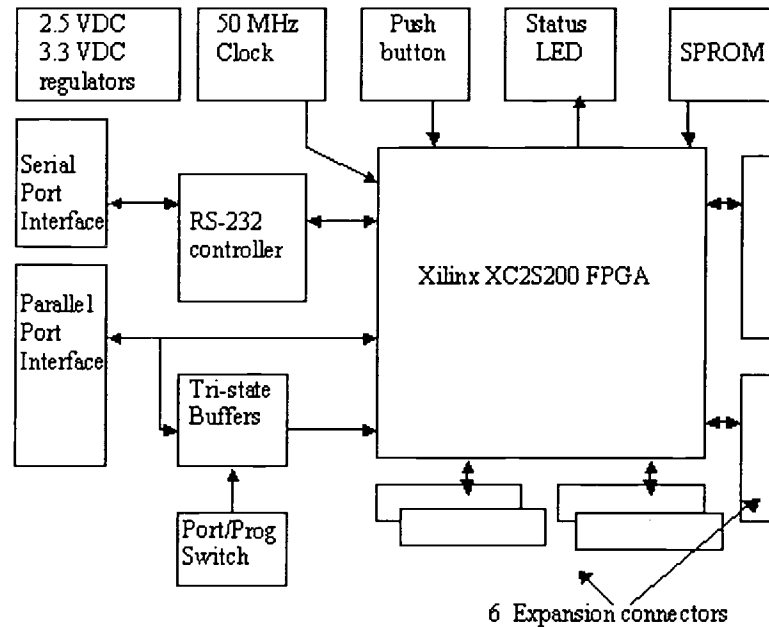 2.5 VDC
3.3 VDC
regulators
50 MHz
Clock
Push
button
Status
LED
SPROM
Serial
Port
Interface
RS-232
controller
Xilinx XC2S200 FPGA
Parallel
Port
Interface
Tri-state
Buffers
Port/Prog
Switch
6 Expansion connectors